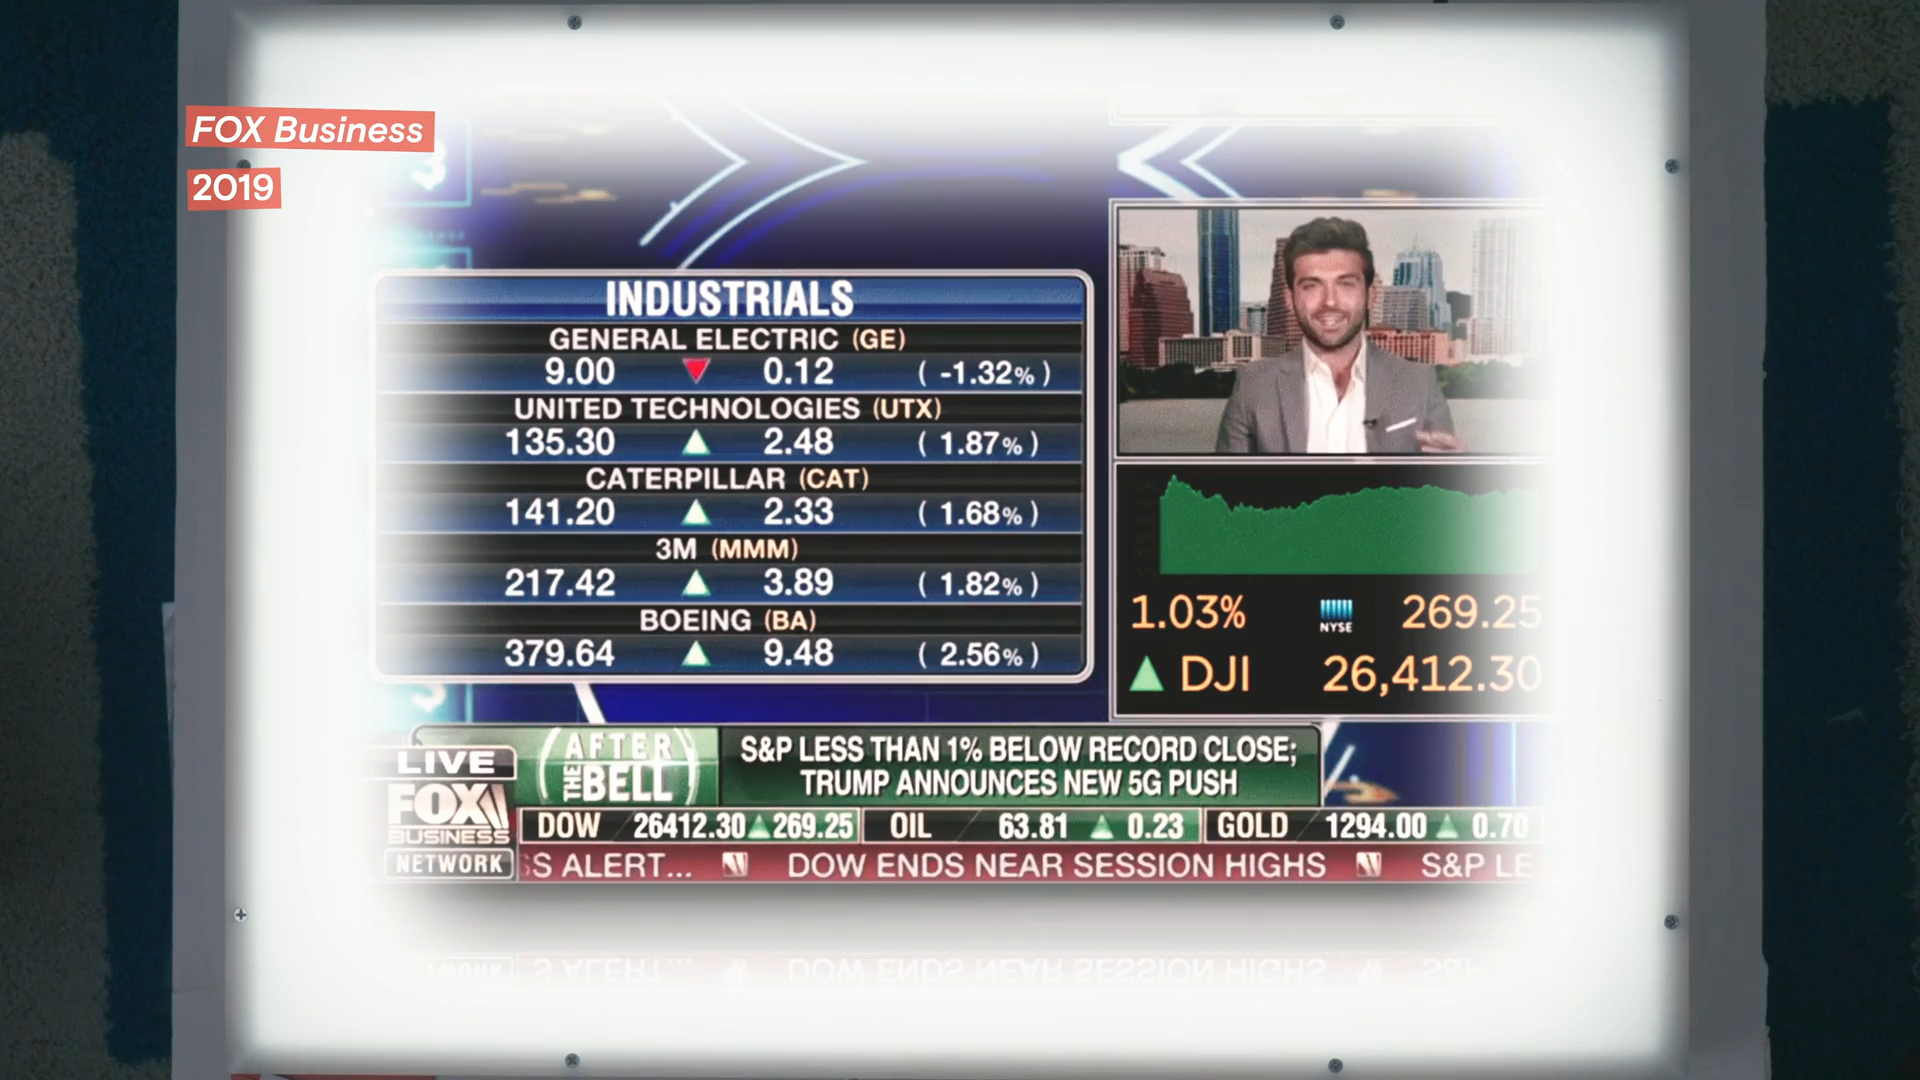 FOX Business
2019
INDUSTRIALS
GENERAL ELECTRIC (GE)
9.00 ▼ 0.12 ( -1.32% )
UNITED TECHNOLOGIES (UTX)
135.30 ▲ 2.48 ( 1.87% )
CATERPILLAR (CAT)
141.20 ▲ 2.33 ( 1.68% )
3M (MMM)
217.42 ▲ 3.89 ( 1.82% )
BOEING (BA)
379.64 ▲ 9.48 ( 2.56% )
1.03% NYSE 269.25
▲ DJI 26,412.30
LIVE
FOX
BUSINESS
NETWORK
AFTER
THE BELL
S&P LESS THAN 1% BELOW RECORD CLOSE;
TRUMP ANNOUNCES NEW 5G PUSH
DOW 26412.30 ▲ 269.25 OIL 63.81 ▲ 0.23 GOLD 1294.00 ▲ 0.70
SS ALERT... DOW ENDS NEAR SESSION HIGHS S&P LE